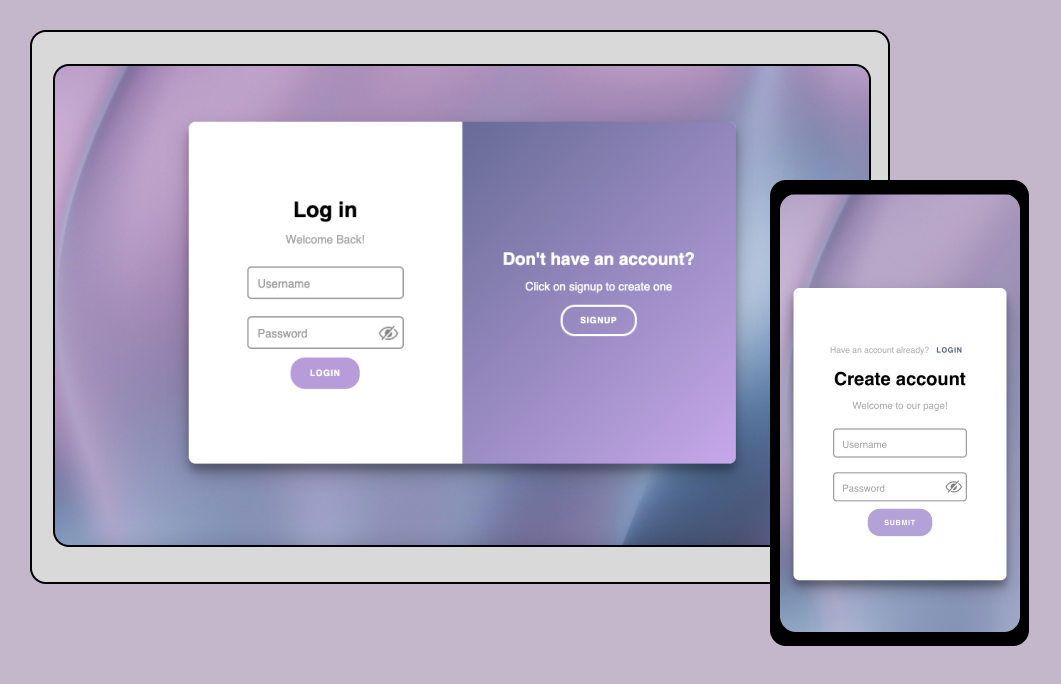 Log in
Welcome Back!
Username
Password
LOGIN
Don't have an account?
Click on signup to create one
SIGNUP
Have an account already? LOGIN
Create account
Welcome to our page!
Username
Password
SUBMIT